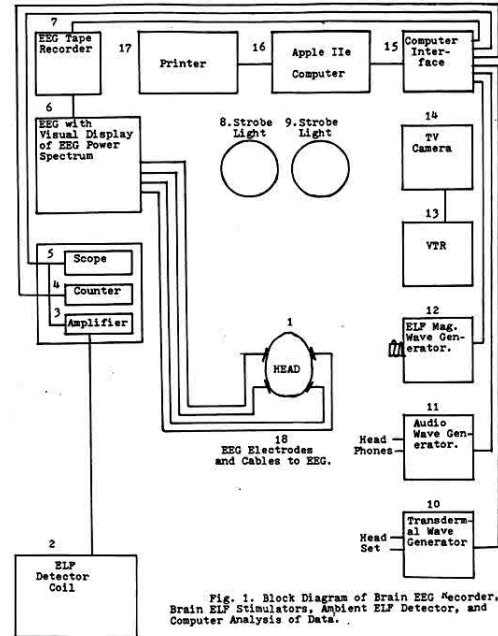 7
EEG Tape
Recorder
17
Printer
16
Apple IIe
Computer
15
Computer
Inter-
face
6
EEG with
Visual Display
of EEG Power
Spectrum
8.Strobe
Light
9.Strobe
Light
14
TV
Camera
13
VTR
5
Scope
4
Counter
3
Amplifier
12
ELF Mag.
Wave Gen-
erator.
1
HEAD
18
EEG Electrodes
and Cables to EEG.
11
Audio
Wave Gen-
erator.
Head
Phones
10
Transderm-
al Wave
Generator
Head
Set
2
ELF
Detector
Coil
Fig. 1. Block Diagram of Brain EEG Recorder,
Brain ELF Stimulators, Ambient ELF Detector, and
Computer Analysis of Data.